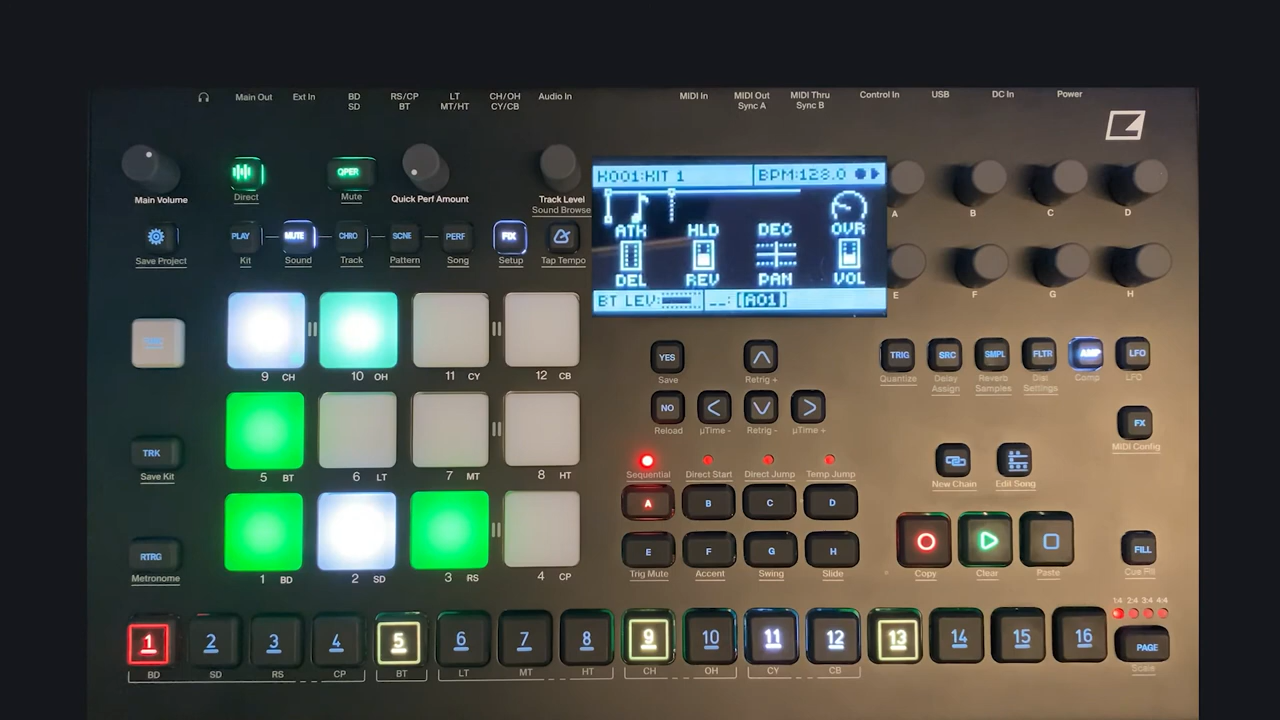 Main Out
Ext In
BD
SD
RS/CP
BT
LT
MT/HT
CH/OH
CY/CB
Audio In
MIDI In
MIDI Out
Sync A
MIDI Thru
Sync B
Control In
USB
DC In
Power
Main Volume
Direct
OPER
Mute
Quick Perf Amount
Track Level
Sound Browse
H001:KIT 1
BPM:128.0
ATK
HLD
DEC
OVR
DEL
REV
PAN
VOL
BT LEV:
__: [A01]
A
B
C
D
E
F
G
H
Save Project
PLAY
MUTE
CHRO
SCNE
PERF
FIX
Kit
Sound
Track
Pattern
Song
Setup
Tap Tempo
9 CH
10 OH
11 CY
12 CB
5 BT
6 LT
7 MT
8 HT
1 BD
2 SD
3 RS
4 CP
TRK
Save Kit
RTRG
Metronome
YES
Save
Retrig +
NO
Reload
µTime -
Retrig -
µTime +
Sequential
Direct Start
Direct Jump
Temp Jump
A
B
C
D
E
F
G
H
Trig Mute
Accent
Swing
Slide
TRIG
SRC
SMPL
FLTR
AMP
LFO
Quantize
Delay
Assign
Reverb
Samples
Dist
Settings
Comp
LFO
FX
MIDI Config
New Chain
Edit Song
Copy
Clear
Paste
FILL
Cue Fill
1:4 2:4 3:4 4:4
PAGE
Scale
1
2
3
4
5
6
7
8
9
10
11
12
13
14
15
16
BD
SD
RS
CP
BT
LT
MT
HT
CH
OH
CY
CB